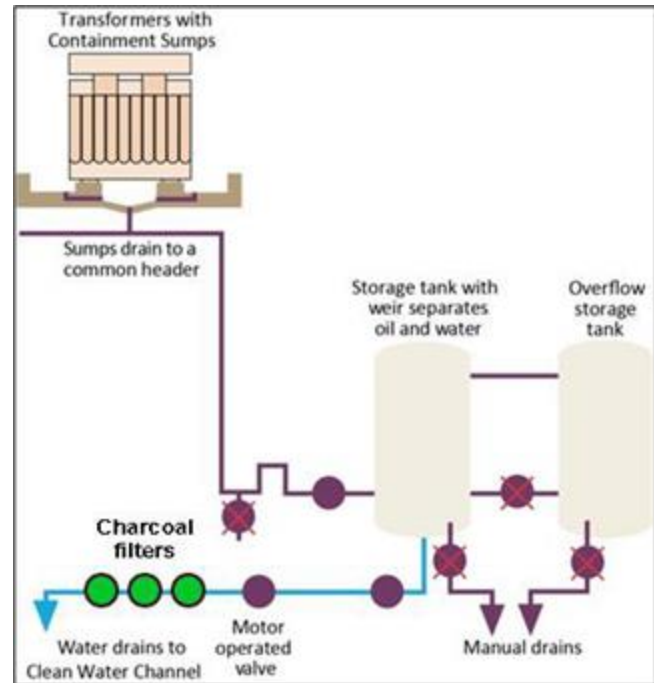 Transformers with
Containment Sumps
Sumps drain to a
common header
Storage tank with
weir separates
oil and water
Overflow
storage
tank
Charcoal
filters
Water drains to
Clean Water Channel
Motor
operated
valve
Manual drains